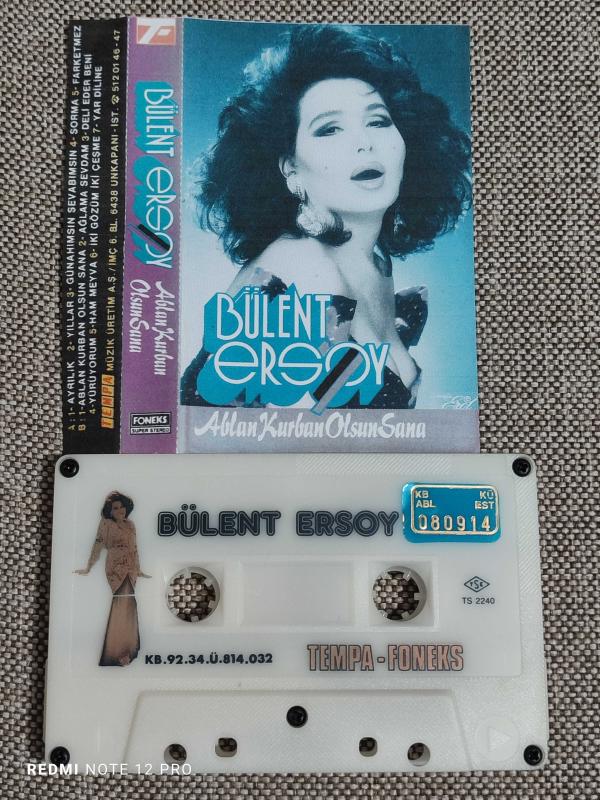 A: 1- AYRILIK 2- YILLAR 3- GÜNAHIMSIN SEVABIMSIN 4- SORMA 5- FARKETMEZ
B: 1- ABLAN KURBAN OLSUN SANA 2- AĞLAMA SEVDAM 3- DELİ EDER BENİ
4- YÜRÜYORUM 5- HAM MEYVA 6- İKİ GÖZÜM İKİ ÇEŞME 7- YAR DİLİNE
TEMPA MÜZİK ÜRETİM A.Ş. / İMÇ 6. BL. 6438 UNKAPANI - İST. ☎ 512 01 46 - 47
BÜLENT ERSOY
Ablan Kurban
Olsun Sana
FONEKS
SUPER STEREO
BÜLENT
ERSOY
Ablan Kurban Olsun Sana
BÜLENT ERSOY
KB KÜ
ABL EST
080914
TSE
TS 2240
KB.92.34.Ü.814.032
TEMPA - FONEKS
REDMI NOTE 12 PRO